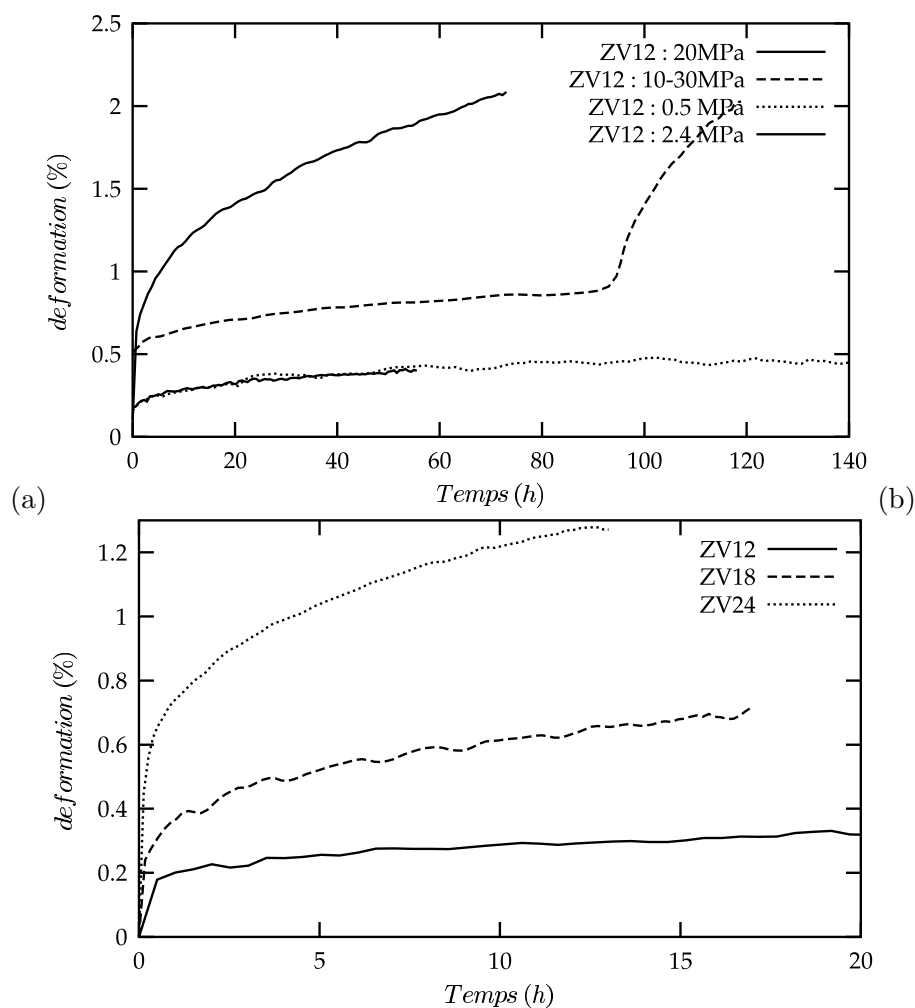 2.5
2
1.5
1
0.5
0
deformation (%)
ZV12 : 20MPa
ZV12 : 10-30MPa
ZV12 : 0.5 MPa
ZV12 : 2.4 MPa
0 20 40 60 80 100 120 140
Temps (h)
(a) (b)
1.2
1
0.8
0.6
0.4
0.2
0
deformation (%)
ZV12
ZV18
ZV24
0 5 10 15 20
Temps (h)